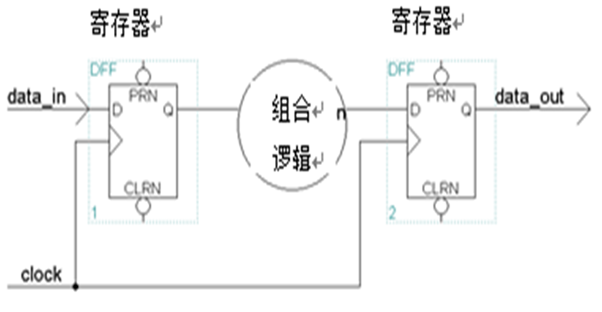 寄存器
寄存器
DFF
DFF
PRN
PRN
data_in
D
Q
组合
n
D
Q
data_out
逻辑
CLRN
CLRN
1
2
clock